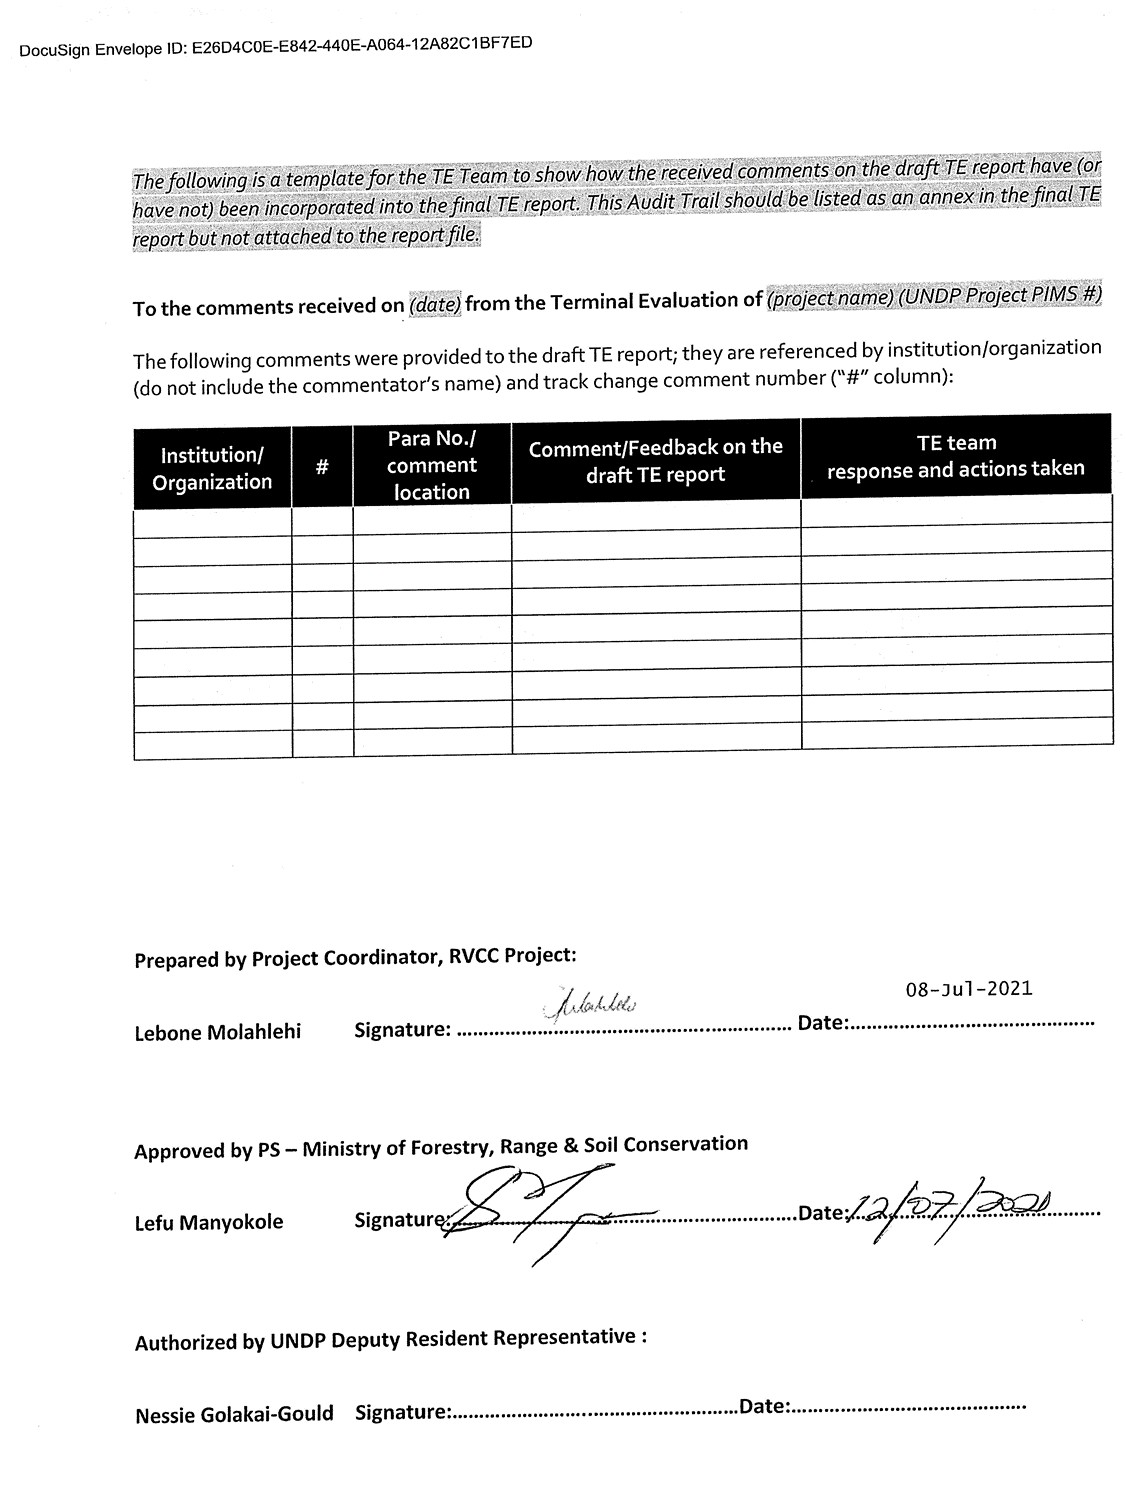 DocuSign Envelope ID: E26D4C0E-E842-440E-A064-12A82C1BF7ED
The following is a template for the TE Team to show how the received comments on the draft TE report have (or
have not) been incorporated into the final TE report. This Audit Trail should be listed as an annex in the final TE
report but not attached to the report file.
To the comments received on (date) from the Terminal Evaluation of (project name) (UNDP Project PIMS #)
The following comments were provided to the draft TE report; they are referenced by institution/organization
(do not include the commentator's name) and track change comment number ("#" column):
Institution/
Organization
#
Para No./
comment
location
Comment/Feedback on the
draft TE report
TE team
response and actions taken
Prepared by Project Coordinator, RVCC Project:
08-Jul-2021
Lebone Molahlehi Signature: ................................................................ Date:..............................................
Approved by PS – Ministry of Forestry, Range & Soil Conservation
Lefu Manyokole Signature:................................................................Date:12/07/2021
Authorized by UNDP Deputy Resident Representative :
Nessie Golakai-Gould Signature:......................................................Date:............................................